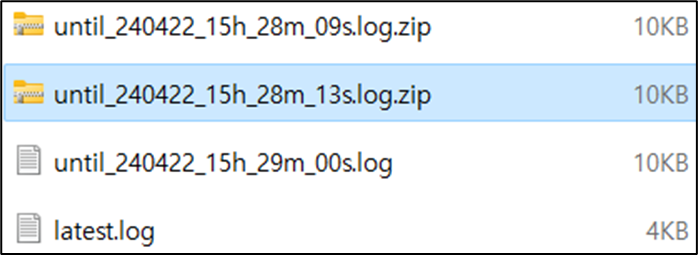 until_240422_15h_28m_09s.log.zip 10KB
until_240422_15h_28m_13s.log.zip 10KB
until_240422_15h_29m_00s.log 10KB
latest.log 4KB